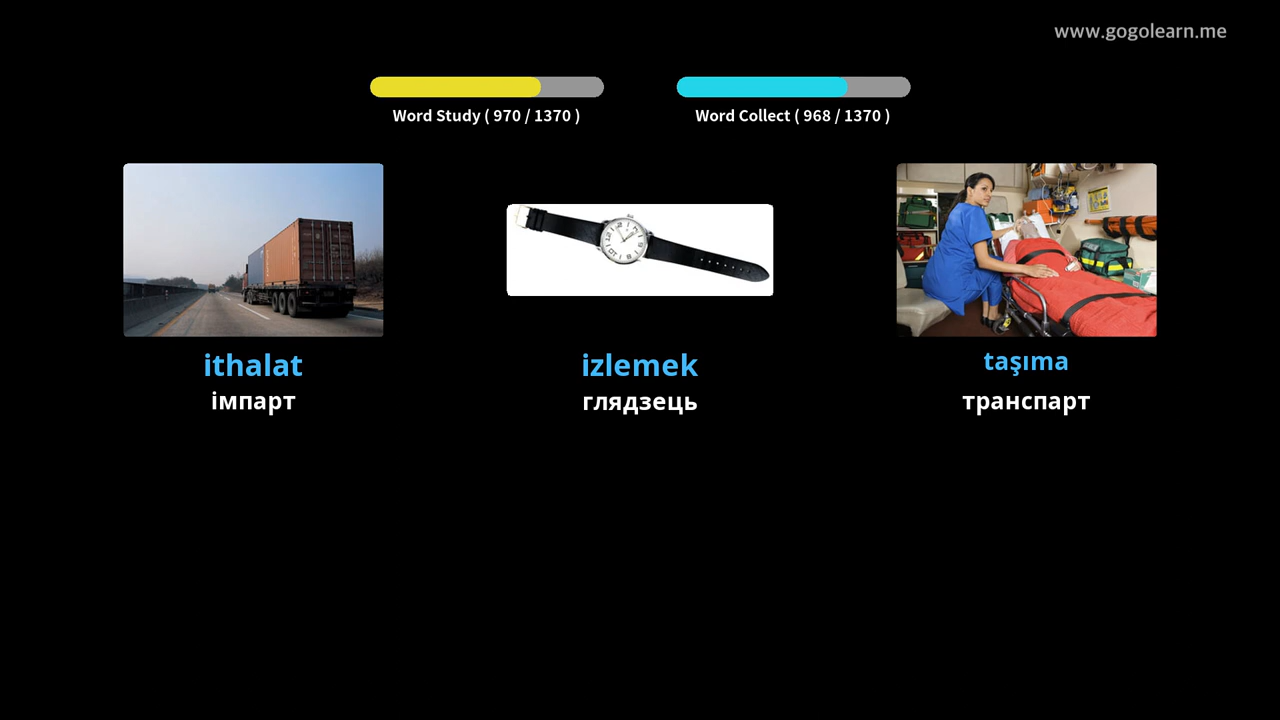 www.gogolearn.me
Word Study ( 970 / 1370 )
Word Collect ( 968 / 1370 )
ithalat
імпарт
izlemek
глядзець
taşıma
транспарт